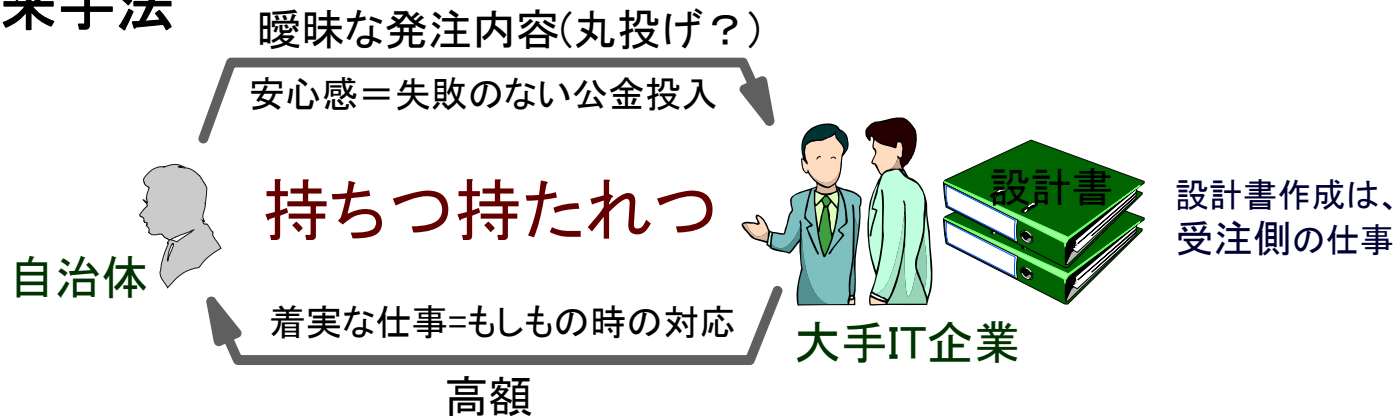 来手法
曖昧な発注内容(丸投げ？)
安心感＝失敗のない公金投入
持ちつ持たれつ
自治体
設計書
設計書作成は、
受注側の仕事
着実な仕事=もしもの時の対応
大手IT企業
高額